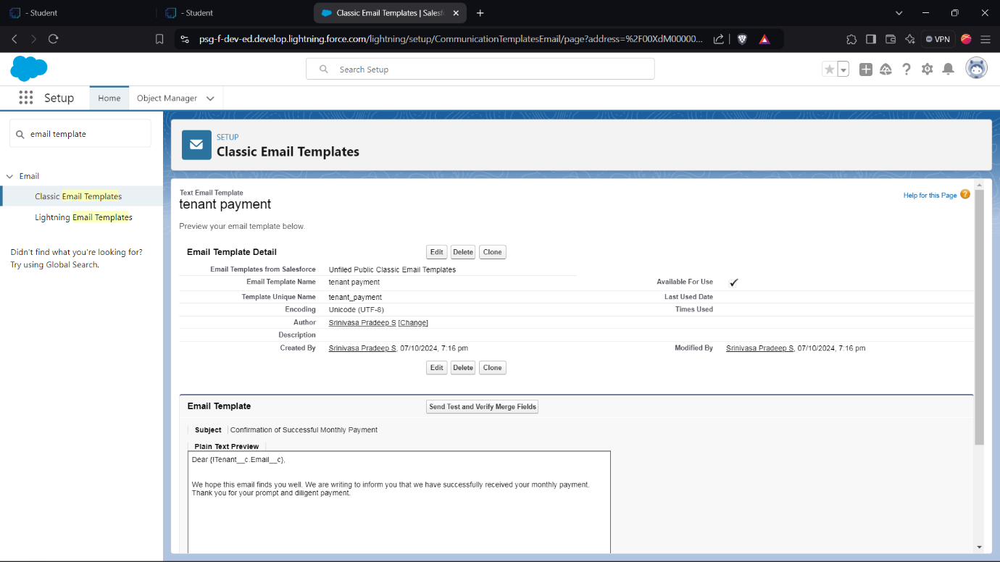 - Student
- Student
Classic Email Templates | Salesf
psg-f-dev-ed.develop.lightning.force.com/lightning/setup/CommunicationTemplatesEmail/page?address=%2F00XdM00000...
VPN
Search Setup
Setup
Home
Object Manager
email template
Email
Classic Email Templates
Lightning Email Templates
Didn't find what you're looking for?
Try using Global Search.
SETUP
Classic Email Templates
Text Email Template
tenant payment
Help for this Page
Preview your email template below.
Email Template Detail
Edit Delete Clone
Email Templates from Salesforce Unfiled Public Classic Email Templates
Email Template Name tenant payment Available For Use ✓
Template Unique Name tenant_payment Last Used Date
Encoding Unicode (UTF-8) Times Used
Author Srinivasa Pradeep S [Change]
Description
Created By Srinivasa Pradeep S, 07/10/2024, 7:16 pm Modified By Srinivasa Pradeep S, 07/10/2024, 7:16 pm
Edit Delete Clone
Email Template Send Test and Verify Merge Fields
Subject Confirmation of Successful Monthly Payment
Plain Text Preview
Dear {!Tenant__c.Email__c},
We hope this email finds you well. We are writing to inform you that we have successfully received your monthly payment.
Thank you for your prompt and diligent payment.